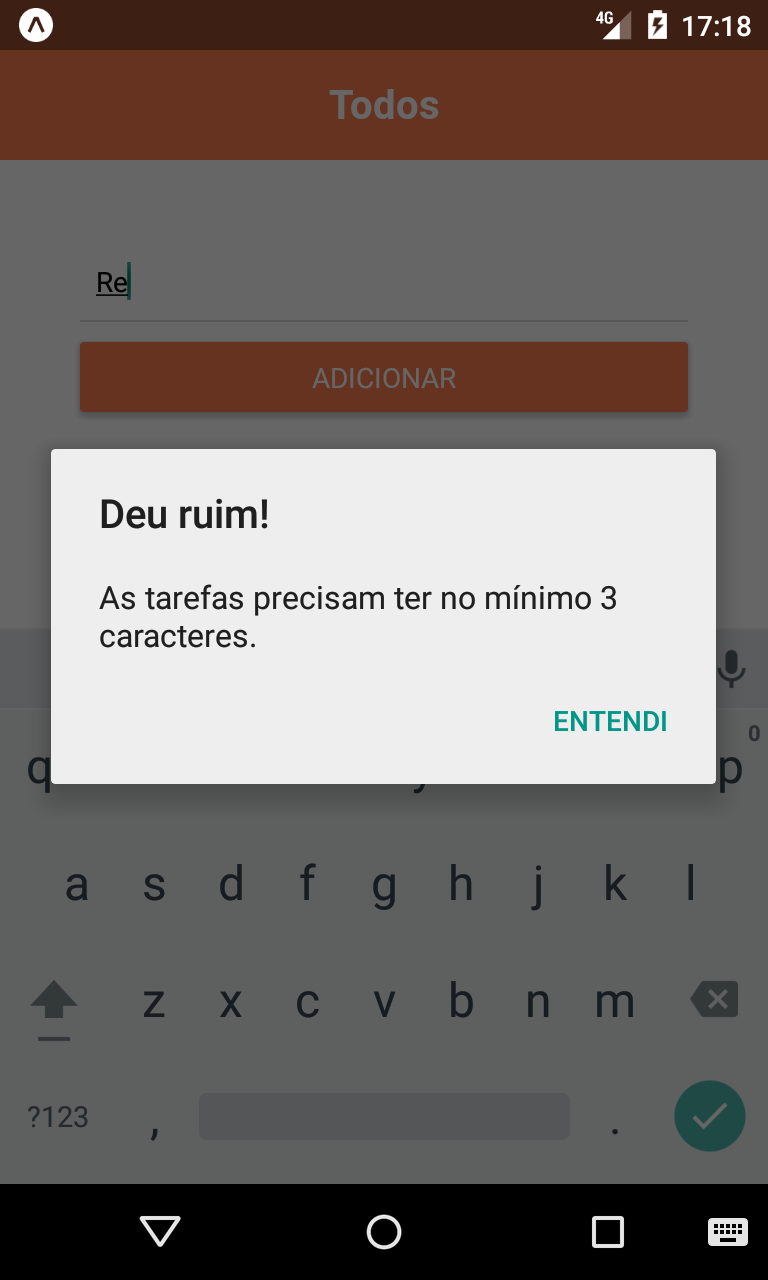 4G 17:18
Todos
Re
ADICIONAR
Deu ruim!
As tarefas precisam ter no mínimo 3
caracteres.
ENTENDI
0
q y p
a s d f g h j k l
z x c v b n m
?123 , .